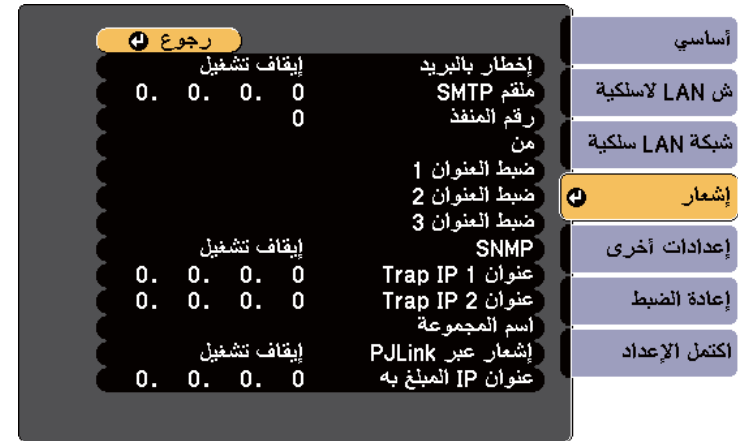 أساسي
ش LAN لاسلكية
شبكة LAN سلكية
إشعار
إعدادات أخرى
إعادة الضبط
اكتمل الإعداد
رجوع
إخطار بالبريد إيقاف تشغيل
ملقم SMTP 0. 0. 0. 0
رقم المنفذ 0
من
ضبط العنوان 1
ضبط العنوان 2
ضبط العنوان 3
SNMP إيقاف تشغيل
عنوان Trap IP 1 0. 0. 0. 0
عنوان Trap IP 2 0. 0. 0. 0
اسم المجموعة
إشعار عبر PJLink إيقاف تشغيل
عنوان IP المبلغ به 0. 0. 0. 0